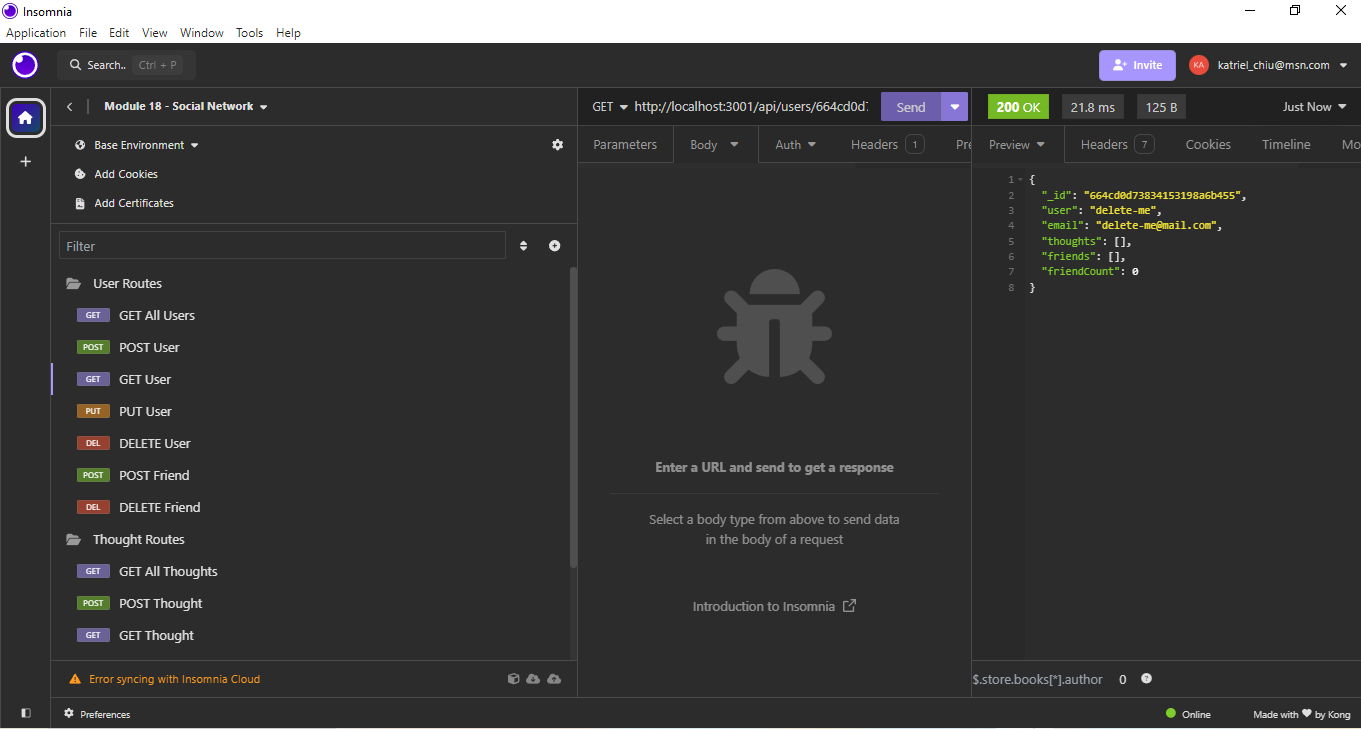 Insomnia
Application File Edit View Window Tools Help
Search.. Ctrl + P
Invite
KA katriel_chiu@msn.com
Module 18 - Social Network
Base Environment
Add Cookies
Add Certificates
Filter
User Routes
GET GET All Users
POST POST User
GET GET User
PUT PUT User
DEL DELETE User
POST POST Friend
DEL DELETE Friend
Thought Routes
GET GET All Thoughts
POST POST Thought
GET GET Thought
Error syncing with Insomnia Cloud
GET http://localhost:3001/api/users/664cd0d7
Send
Parameters Body Auth Headers 1 Pre
Enter a URL and send to get a response
Select a body type from above to send data
in the body of a request
Introduction to Insomnia
200 OK 21.8 ms 125 B Just Now
Preview Headers 7 Cookies Timeline Mo
1 {
2 "_id": "664cd0d73834153198a6b455",
3 "user": "delete-me",
4 "email": "delete-me@mail.com",
5 "thoughts": [],
6 "friends": [],
7 "friendCount": 0
8 }
$.store.books[*].author 0 ?
Preferences
Online
Made with ♥ by Kong